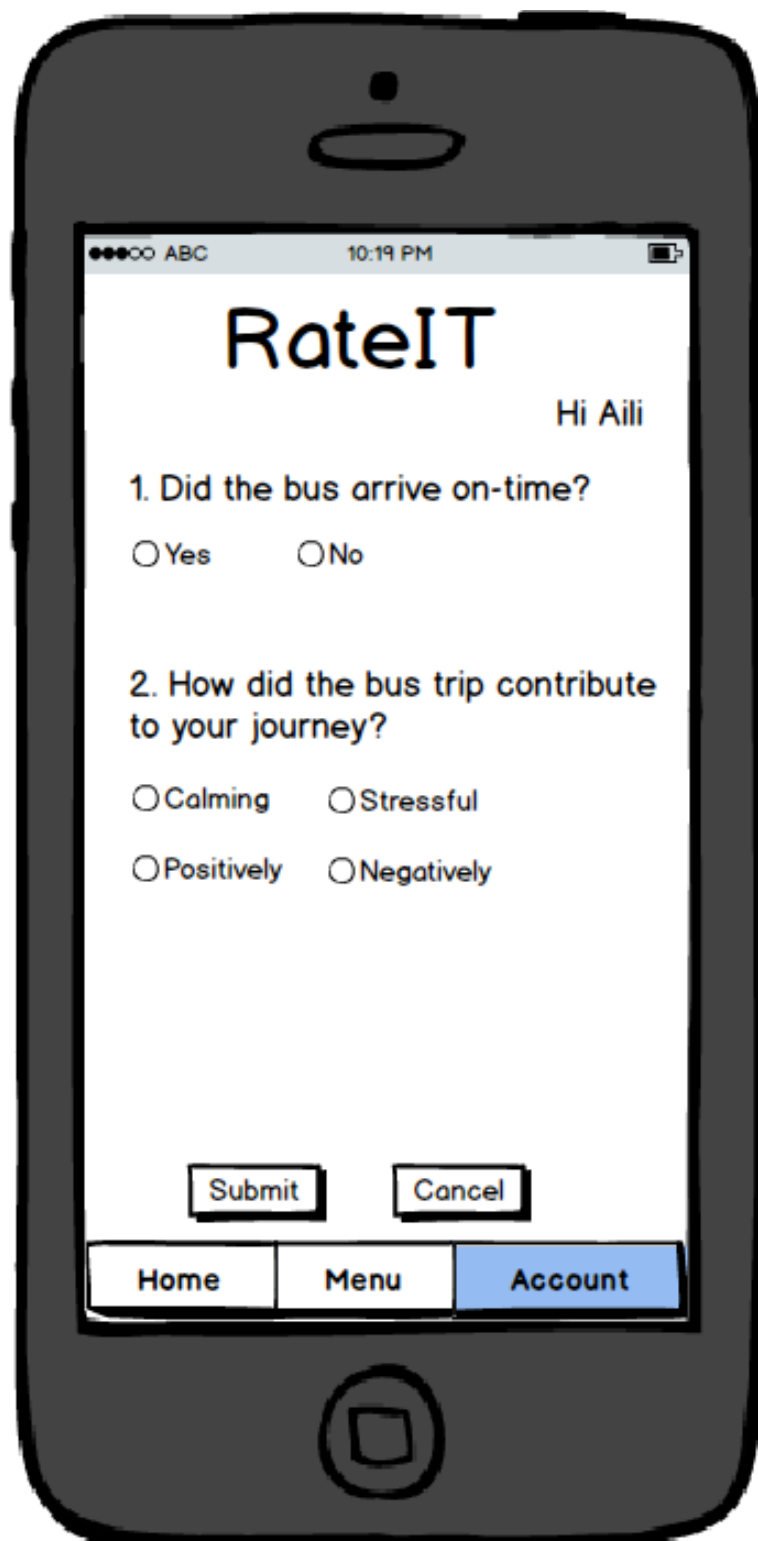 ABC 10:19 PM
RateIT
Hi Aili
1. Did the bus arrive on-time?
Yes No
2. How did the bus trip contribute
to your journey?
Calming Stressful
Positively Negatively
Submit Cancel
Home Menu Account